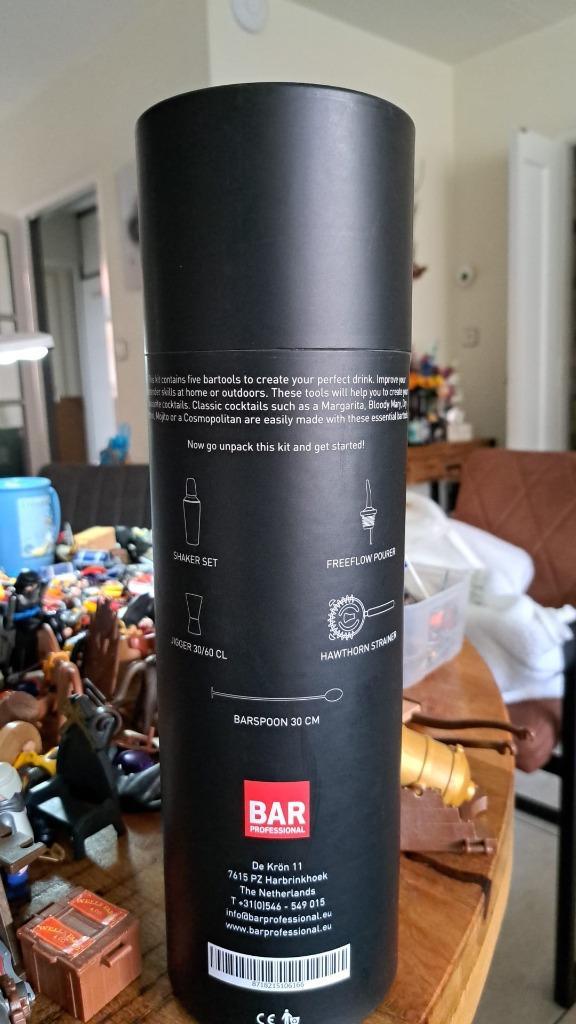 kit contains five bartools to create your perfect drink. Improve your
skills at home or outdoors. These tools will help you to create
cocktails. Classic cocktails such as a Margarita, Bloody Mary,
Mojito or a Cosmopolitan are easily made with these essential
Now go unpack this kit and get started!
SHAKER SET
FREEFLOW POURER
JIGGER 30/60 CL
HAWTHORN STRAINER
BARSPOON 30 CM
BAR
PROFESSIONAL
De Krön 11
7615 PZ Harbrinkhoek
The Netherlands
T +31(0)546 - 549 015
info@barprofessional.eu
www.barprofessional.eu
8718215106166
CE
WELLS FARGO
& CO